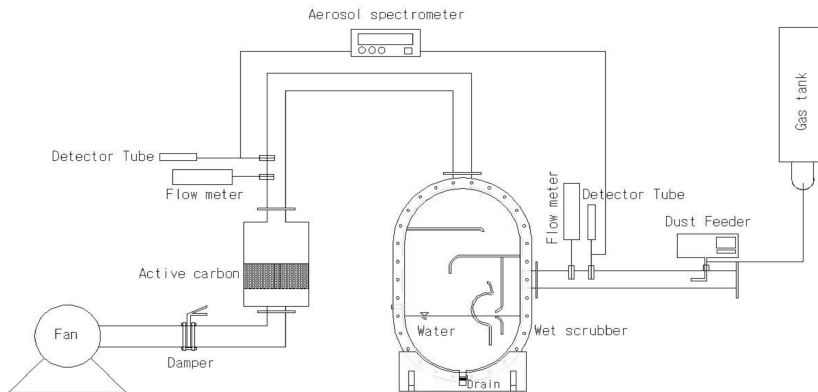 Aerosol spectrometer
Gas tank
Detector Tube
Flow meter
Flow meter
Detector Tube
Dust Feeder
Active carbon
Fan
Damper
Water
Wet scrubber
Drain